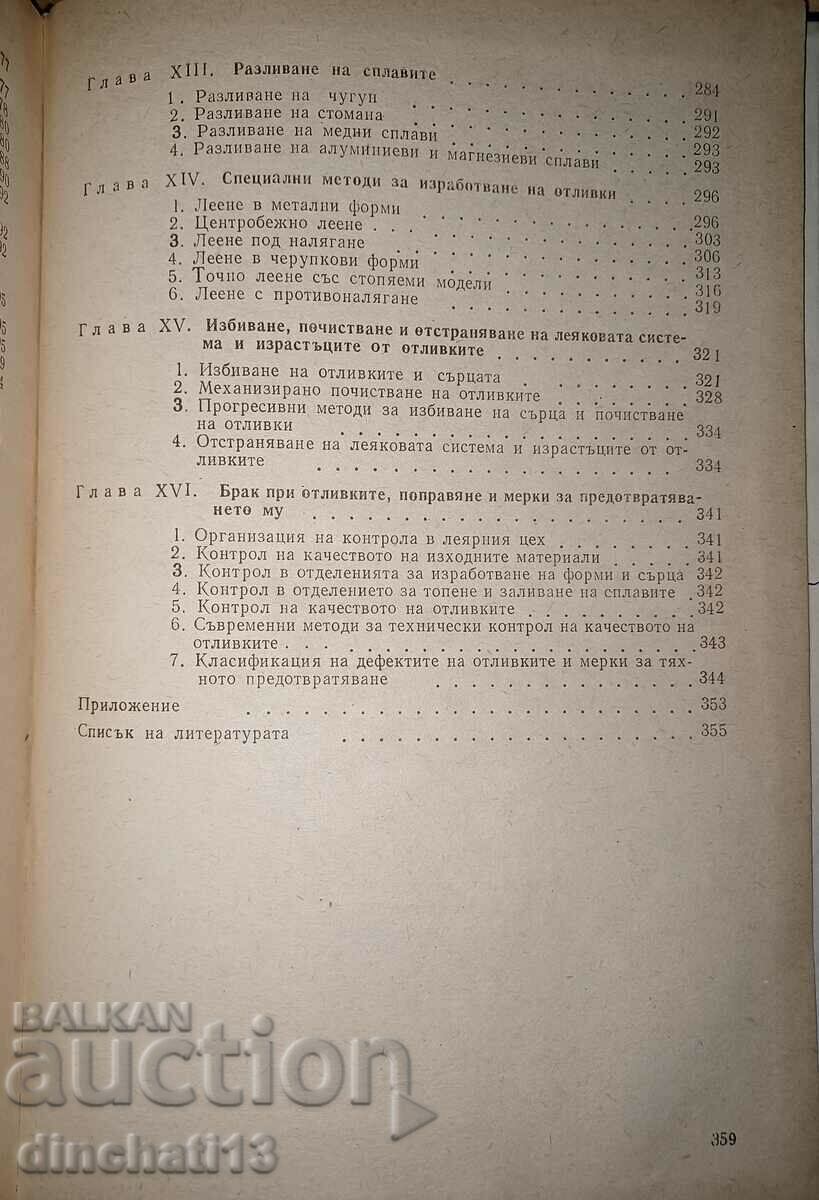 Глава XIII. Разливане на сплавите . . . . . . . . . . 284
1. Разливане на чугун . . . . . . . . . . 291
2. Разливане на стомана . . . . . . . . . . 292
3. Разливане на медни сплави . . . . . . . . . . 293
4. Разливане на алуминиеви и магнезиеви сплави . . . . . 293
Глава XIV. Специални методи за изработване на отливки . . . . 296
1. Леене в метални форми . . . . . . . . . . 296
2. Центробежно леене . . . . . . . . . . 303
3. Леене под налягане . . . . . . . . . . 306
4. Леене в черупкови форми . . . . . . . . . . 313
5. Точно леене със стопяеми модели . . . . . . . . . . 316
6. Леене с противоналягане . . . . . . . . . . 319
Глава XV. Избиване, почистване и отстраняване на леяковата систе-
ма и израстъците от отливките . . . . . . . . . . 321
1. Избиване на отливките и сърцата . . . . . . . . . 321
2. Механизирано почистване на отливките . . . . . . . 328
3. Прогресивни методи за избиване на сърца и почистване
на отливки . . . . . . . . . . . . . . . 334
4. Отстраняване на леяковата система и израстъците от от-
ливките . . . . . . . . . . . . . . . . 334
Глава XVI. Брак при отливките, поправяне и мерки за предотвратява-
нето му . . . . . . . . . . . . . . . . . 341
1. Организация на контрола в леярния цех . . . . . . . 341
2. Контрол на качеството на изходните материали . . . . . 341
3. Контрол в отделенията за изработване на форми и сърца 342
4. Контрол в отделението за топене и заливане на сплавите . 342
5. Контрол на качеството на отливките . . . . . . . . . 342
6. Съвременни методи за технически контрол на качеството на
отливките . . . . . . . . . . . . . . . . 343
7. Класификация на дефектите на отливките и мерки за тях-
ното предотвратяване . . . . . . . . . . . . 344
Приложение . . . . . . . . . . . . . . . . . . . 353
Списък на литературата . . . . . . . . . . . . . . . 355
BALKAN
auction
dinchati13
359